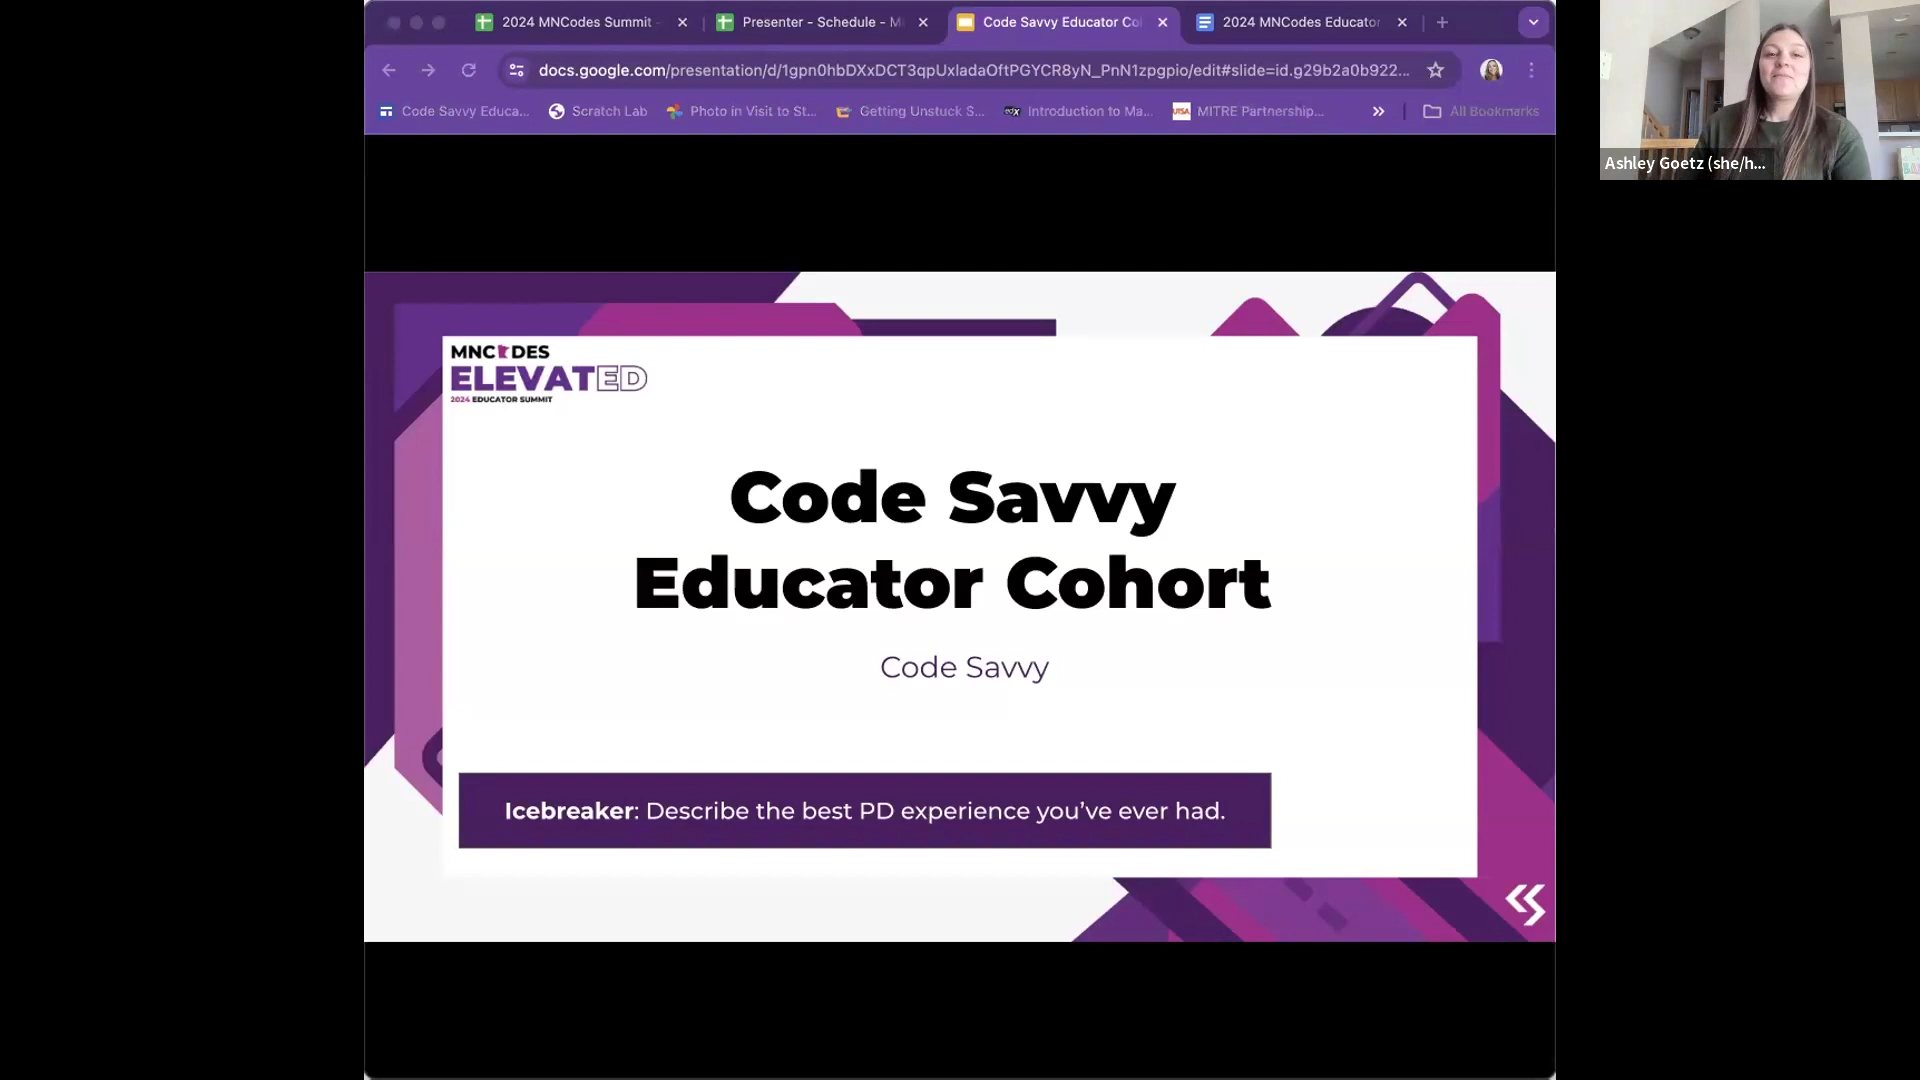 2024 MNCodes Summit -
Presenter - Schedule - M
Code Savvy Educator Co
2024 MNCodes Educator
docs.google.com/presentation/d/1gpn0hbDXxDCT3qpUxladaOftPGYCR8yN_PnN1zpgpio/edit#slide=id.g29b2a0b922...
Code Savvy Educa...
Scratch Lab
Photo in Visit to St...
Getting Unstuck S...
edX
Introduction to Ma...
MITRE Partnership...
All Bookmarks
Ashley Goetz (she/h...
MNCODES
ELEVATED
2024 EDUCATOR SUMMIT
Code Savvy
Educator Cohort
Code Savvy
Icebreaker: Describe the best PD experience you’ve ever had.